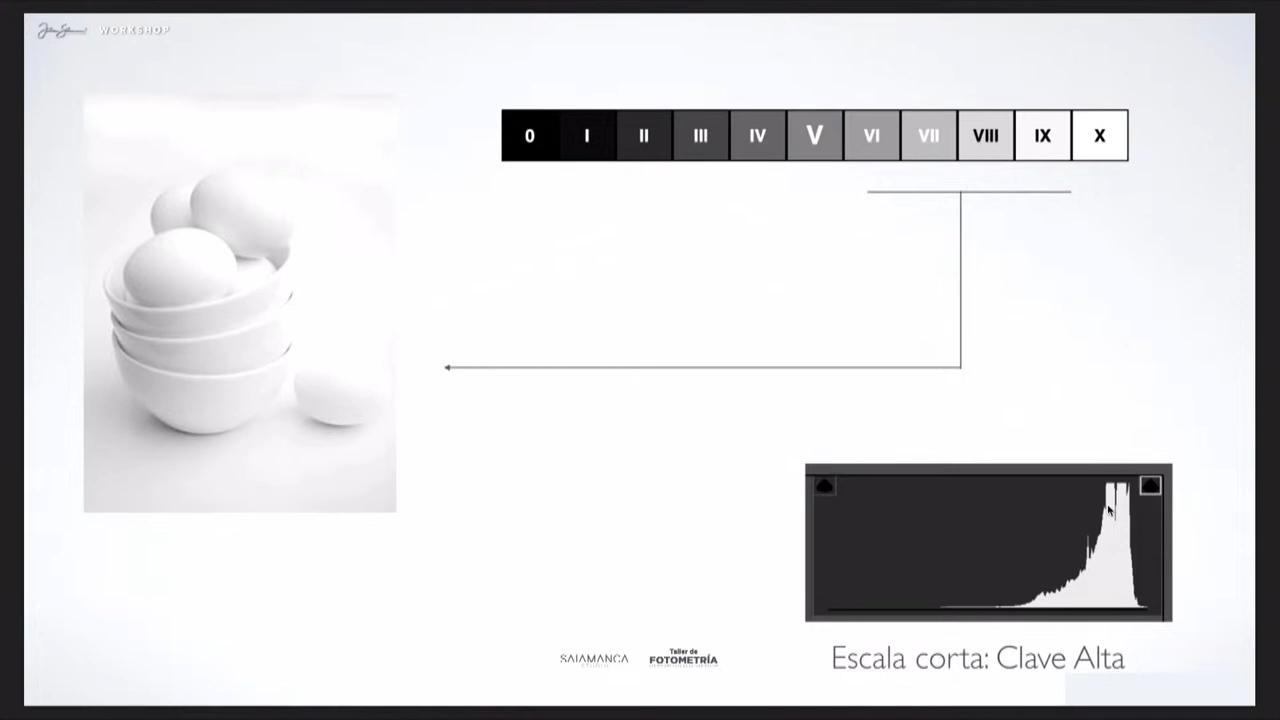 WORKSHOP
0 I II III IV V VI VII VIII IX X
SALAMANCA
Taller de
FOTOMETRÍA
Escala corta: Clave Alta